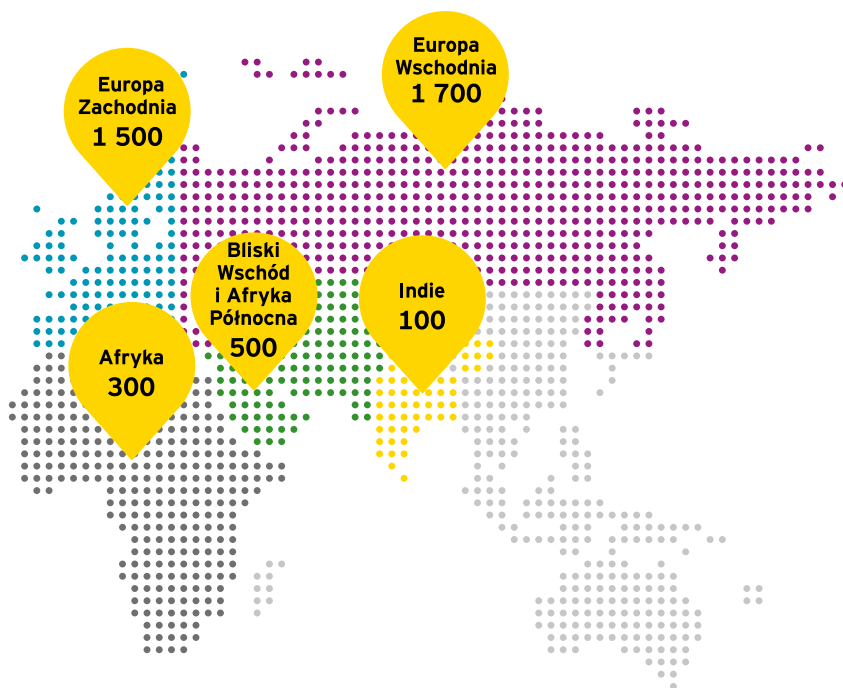 Europa
Zachodnia
1 500
Europa
Wschodnia
1 700
Bliski
Wschód
i Afryka
Północna
500
Indie
100
Afryka
300